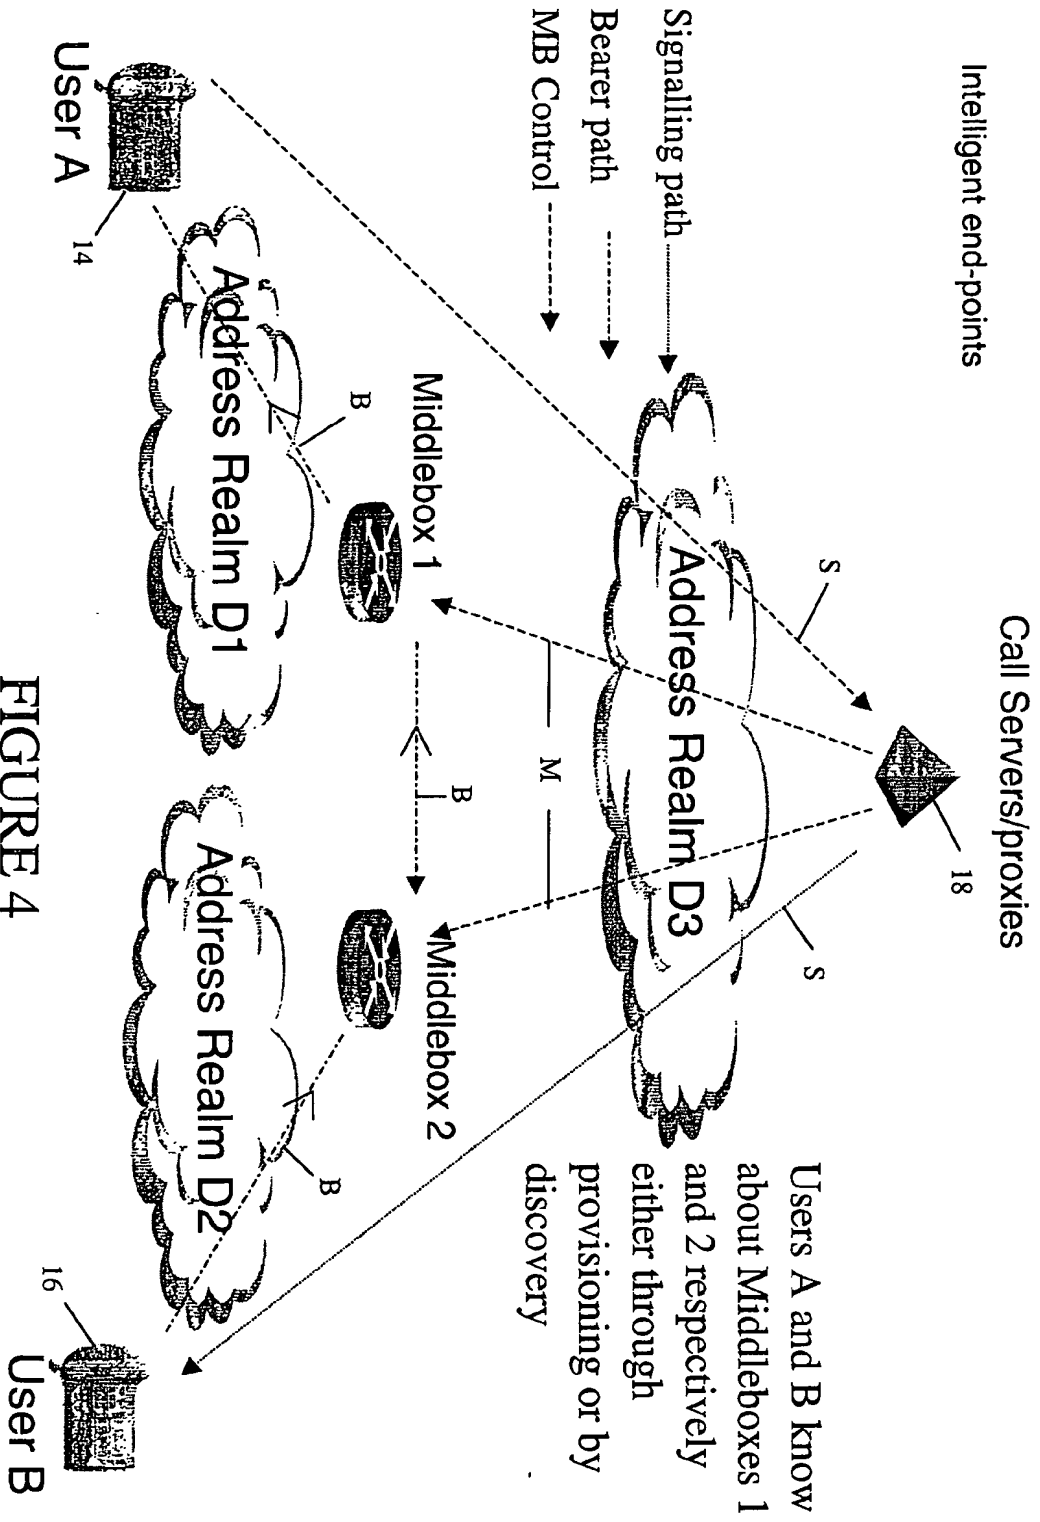 Intelligent end-points
Call Servers/proxies
18
Signalling path
Bearer path
MB Control
S
S
Address Realm D3
Users A and B know
about Middleboxes 1
and 2 respectively
either through
provisioning or by
discovery
M
Middlebox 1
Middlebox 2
B
B
B
Address Realm D1
Address Realm D2
14
16
User A
User B
FIGURE 4